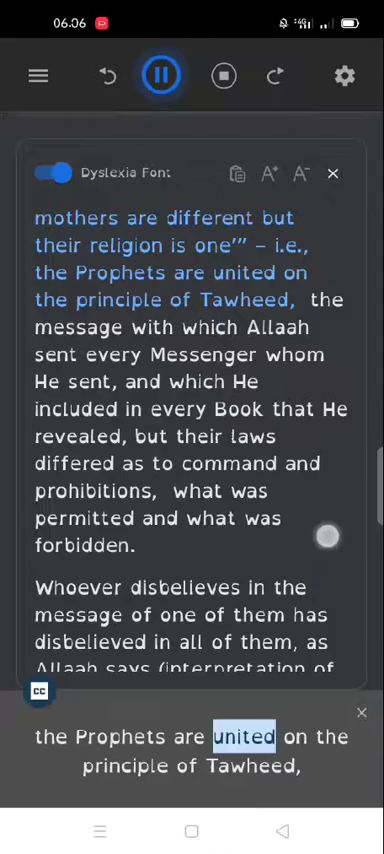 06.06
4G
Dyslexia Font
A+
A-
mothers are different but
their religion is one’” – i.e.,
the Prophets are united on
the principle of Tawheed, the
message with which Allaah
sent every Messenger whom
He sent, and which He
included in every Book that He
revealed, but their laws
differed as to command and
prohibitions, what was
permitted and what was
forbidden.
Whoever disbelieves in the
message of one of them has
disbelieved in all of them, as
Allaah says (interpretation of
CC
the Prophets are united on the
principle of Tawheed,